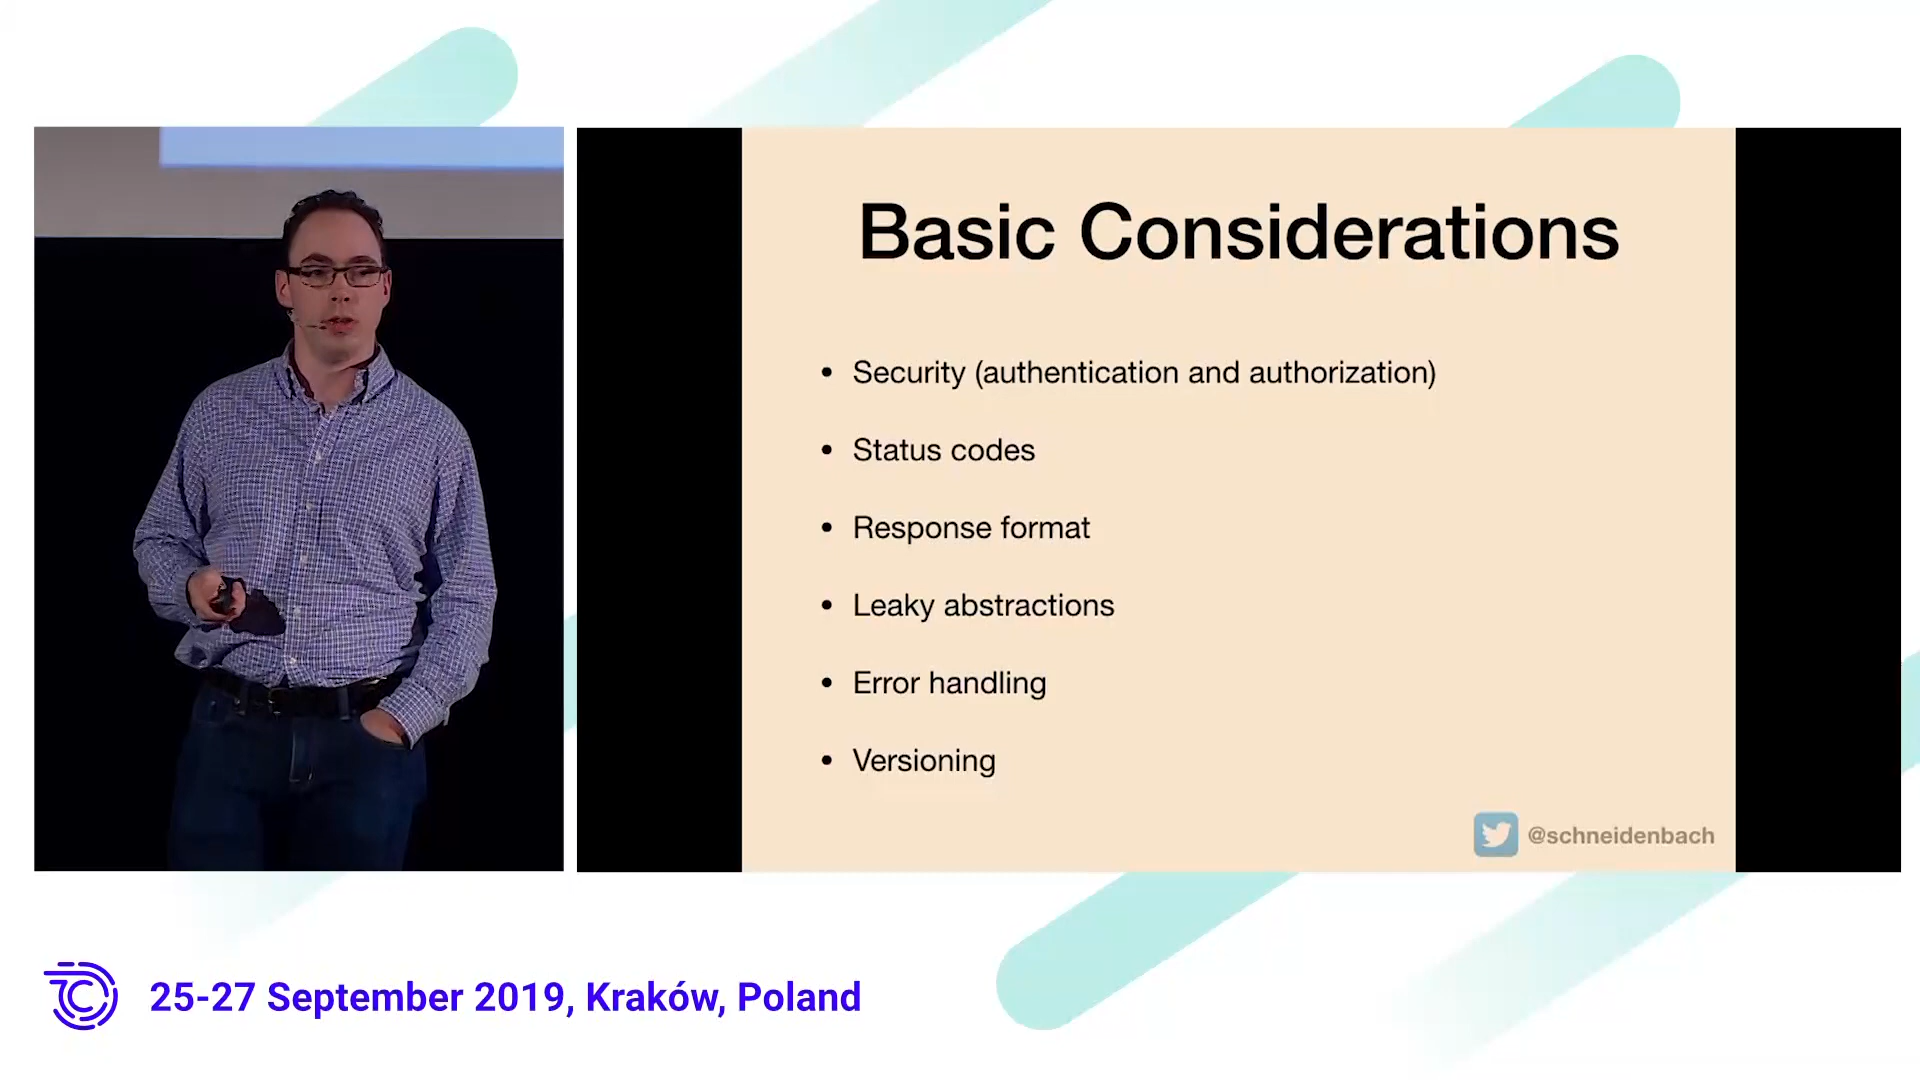 Basic Considerations
• Security (authentication and authorization)
• Status codes
• Response format
• Leaky abstractions
• Error handling
• Versioning
@schneidenbach
25-27 September 2019, Kraków, Poland